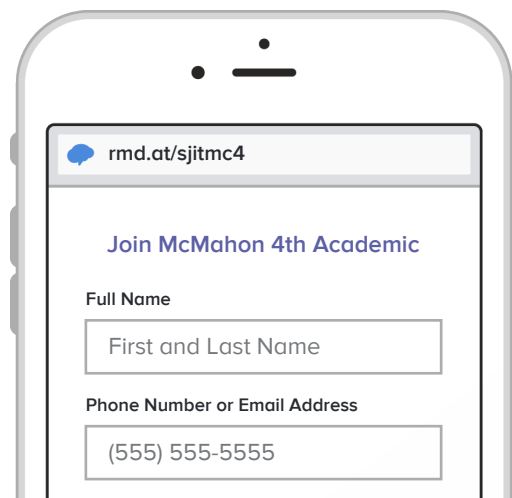 rmd.at/sjitmc4
Join McMahon 4th Academic
Full Name
First and Last Name
Phone Number or Email Address
(555) 555-5555